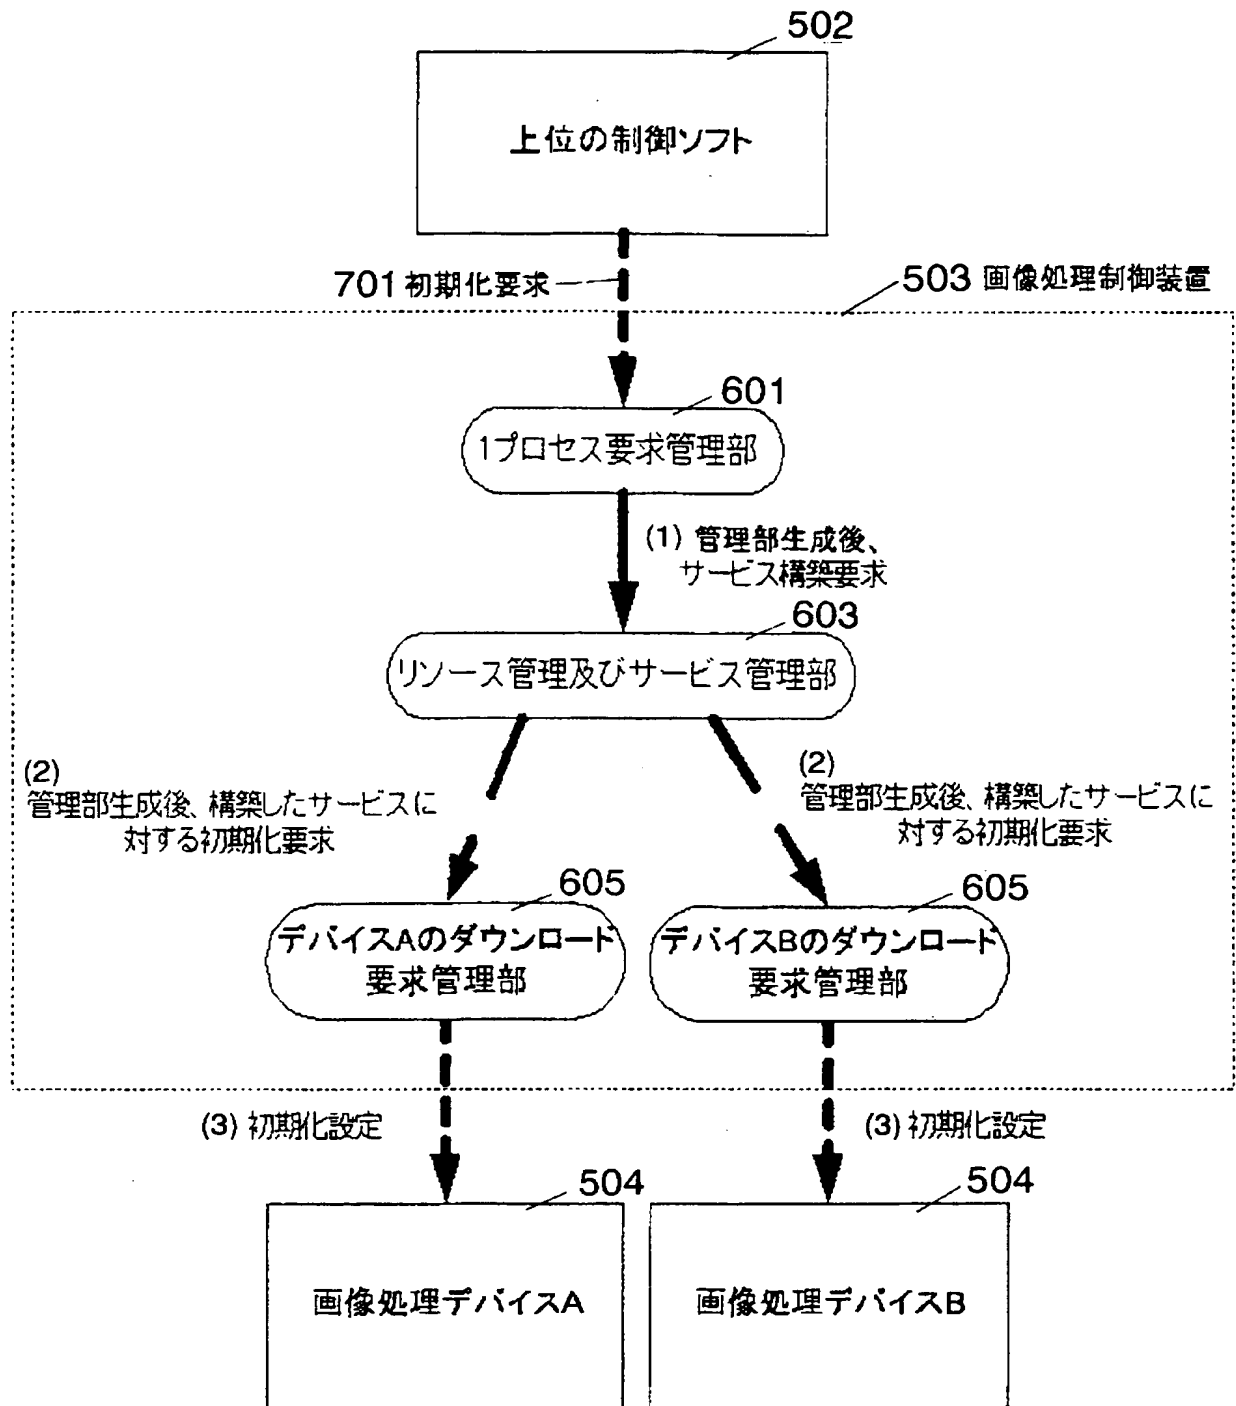 502
上位の制御ソフト
701 初期化要求
503 画像処理制御装置
601
1プロセス要求管理部
(1) 管理部生成後、
サービス構築要求
603
リソース管理及びサービス管理部
(2)
管理部生成後、構築したサービスに
対する初期化要求
(2)
管理部生成後、構築したサービスに
対する初期化要求
605
デバイスAのダウンロード
要求管理部
605
デバイスBのダウンロード
要求管理部
(3) 初期化設定
(3) 初期化設定
504
画像処理デバイスA
504
画像処理デバイスB